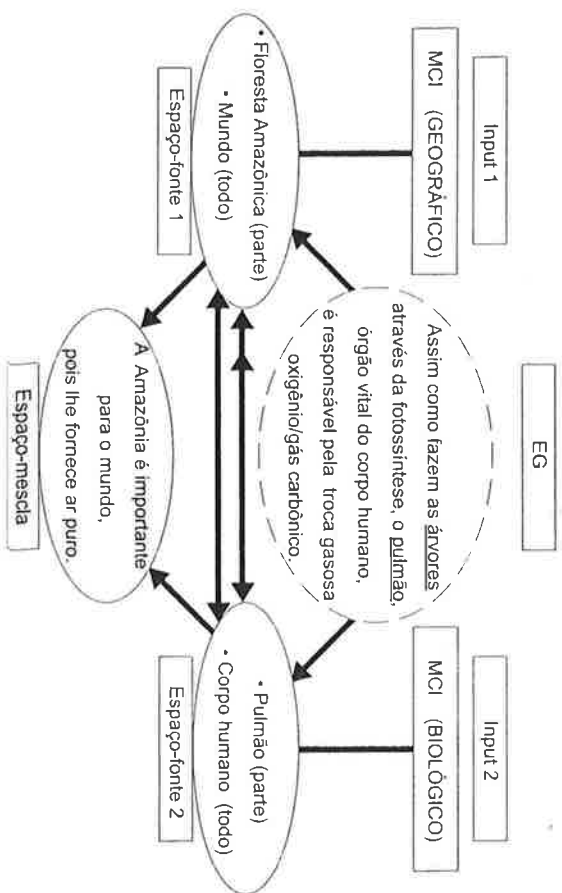 EG
Input 1
MCI (GEOGRÁFICO)
Input 2
MCI (BIOLÓGICO)
Assim como fazem as árvores
através da fotossíntese, o pulmão,
órgão vital do corpo humano,
é responsável pela troca gasosa
oxigênio/gás carbônico.
• Floresta Amazônica (parte)
• Mundo (todo)
Espaço-fonte 1
• Pulmão (parte)
• Corpo humano (todo)
Espaço-fonte 2
A Amazônia é importante
para o mundo,
pois lhe fornece ar puro.
Espaço-mescla